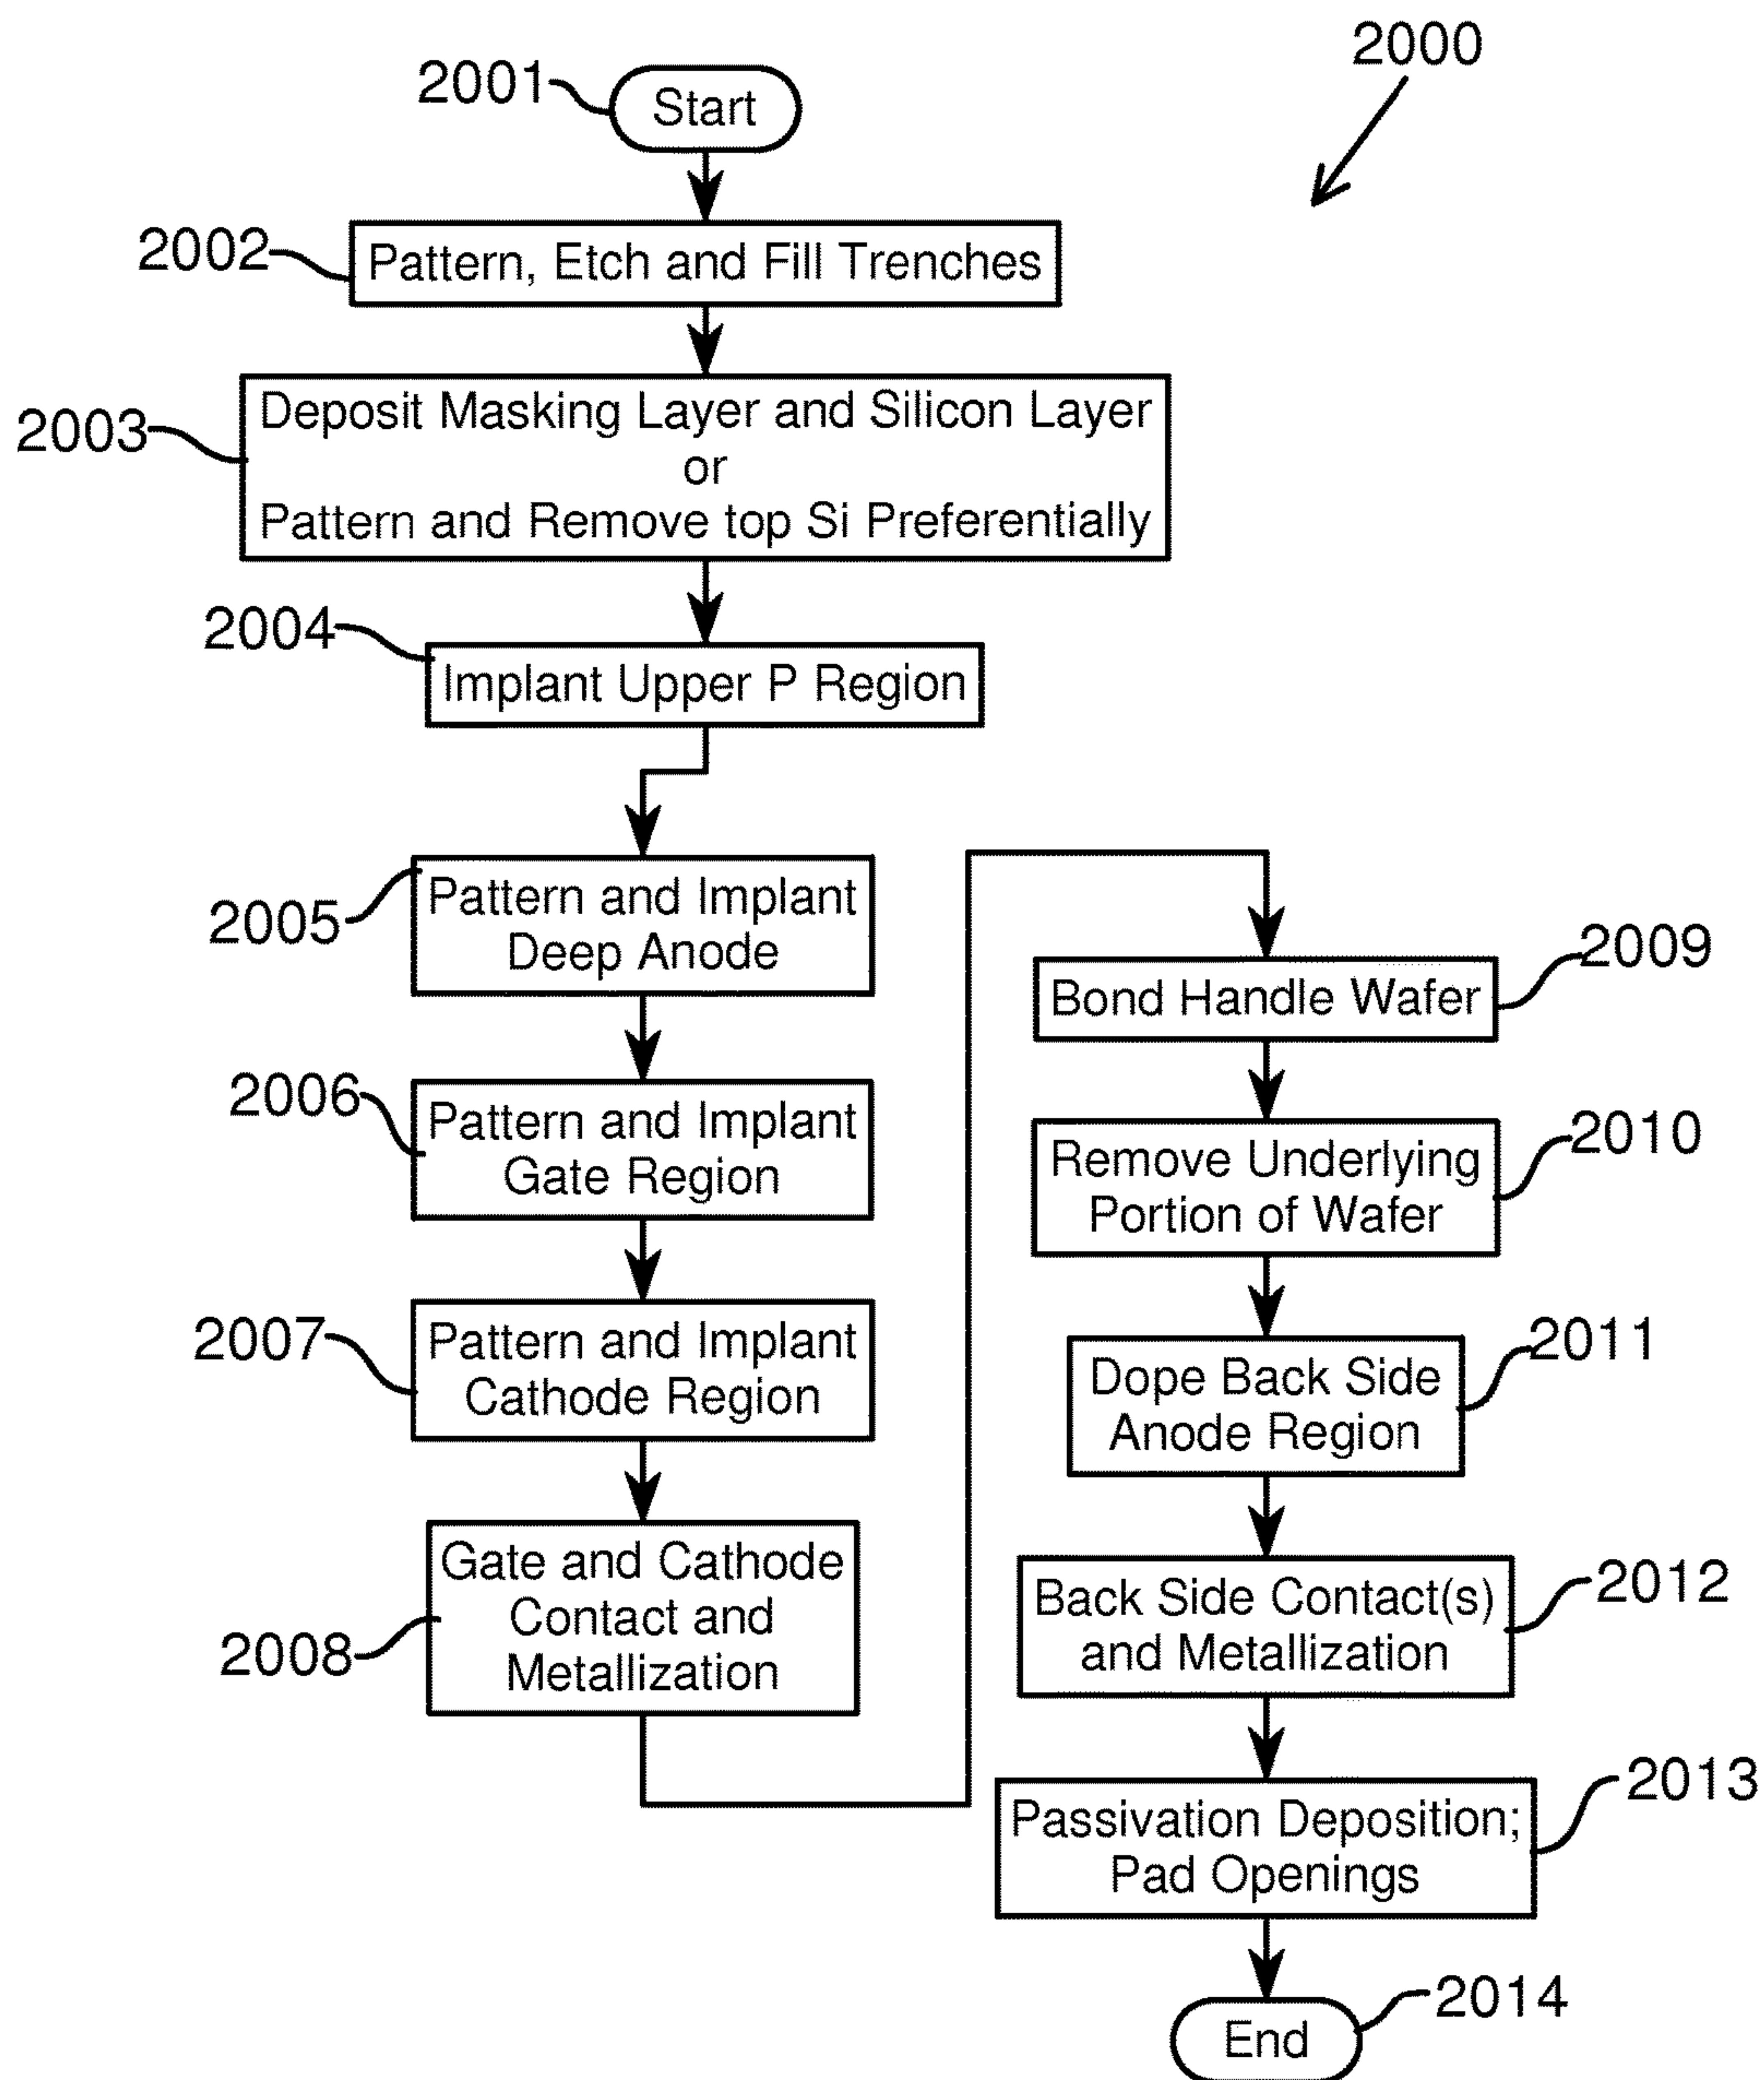 2000
2001
Start
2002
Pattern, Etch and Fill Trenches
2003
Deposit Masking Layer and Silicon Layer
or
Pattern and Remove top Si Preferentially
2004
Implant Upper P Region
2005
Pattern and Implant
Deep Anode
2006
Pattern and Implant
Gate Region
2007
Pattern and Implant
Cathode Region
2008
Gate and Cathode
Contact and
Metallization
2009
Bond Handle Wafer
2010
Remove Underlying
Portion of Wafer
2011
Dope Back Side
Anode Region
2012
Back Side Contact(s)
and Metallization
2013
Passivation Deposition;
Pad Openings
2014
End